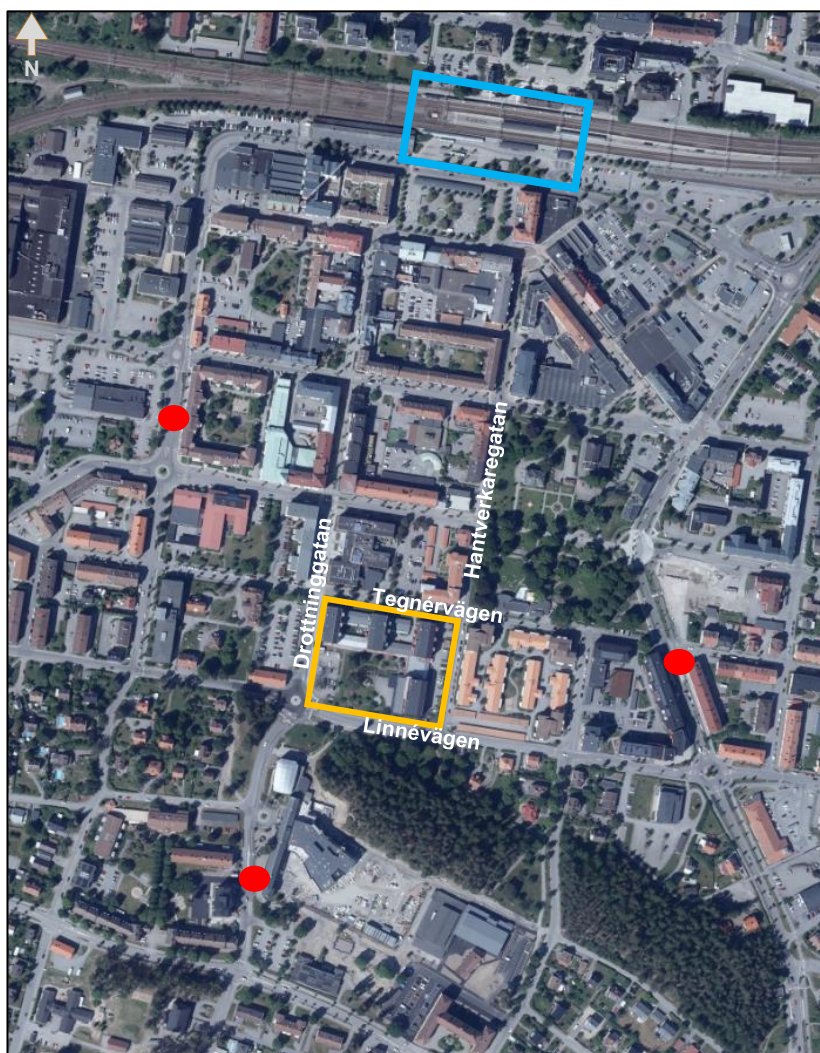 N
Hantverkaregatan
Drottninggatan
Tegnérvägen
Linnévägen